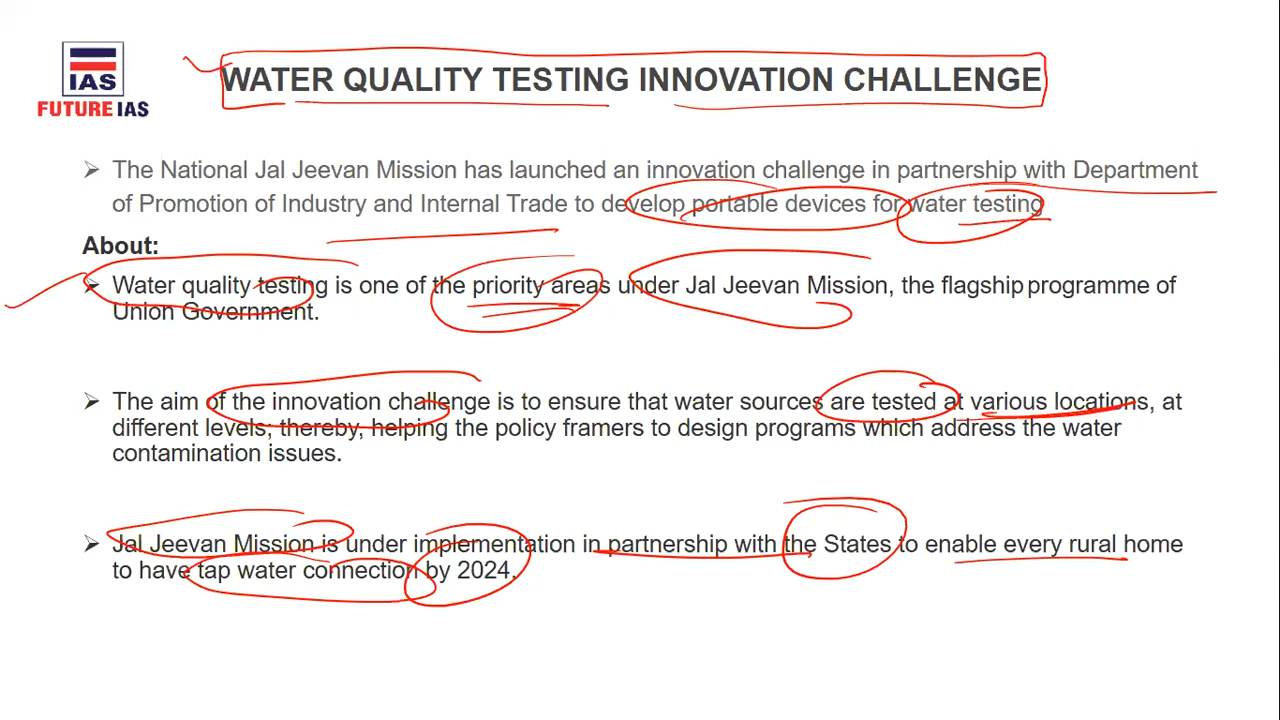 IAS
FUTURE IAS
WATER QUALITY TESTING INNOVATION CHALLENGE
➢ The National Jal Jeevan Mission has launched an innovation challenge in partnership with Department
of Promotion of Industry and Internal Trade to develop portable devices for water testing
About:
➢ Water quality testing is one of the priority areas under Jal Jeevan Mission, the flagship programme of
Union Government.
➢ The aim of the innovation challenge is to ensure that water sources are tested at various locations, at
different levels; thereby, helping the policy framers to design programs which address the water
contamination issues.
➢ Jal Jeevan Mission is under implementation in partnership with the States to enable every rural home
to have tap water connection by 2024.